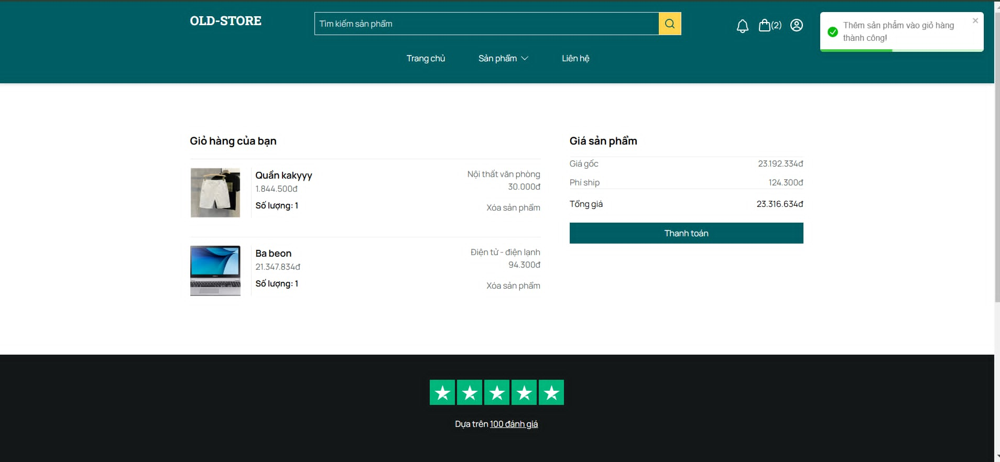 OLD-STORE
Tìm kiếm sản phẩm
(2)
Thêm sản phẩm vào giỏ hàng
thành công!
Trang chủ
Sản phẩm
Liên hệ
Giỏ hàng của bạn
Quần kakyyy
1.844.500đ
Số lượng: 1
Nội thất văn phòng
30.000đ
Xóa sản phẩm
Ba beon
21.347.834đ
Số lượng: 1
Điện tử - điện lạnh
94.300đ
Xóa sản phẩm
Giá sản phẩm
Giá gốc 23.192.334đ
Phí ship 124.300đ
Tổng giá 23.316.634đ
Thanh toán
Dựa trên 100 đánh giá